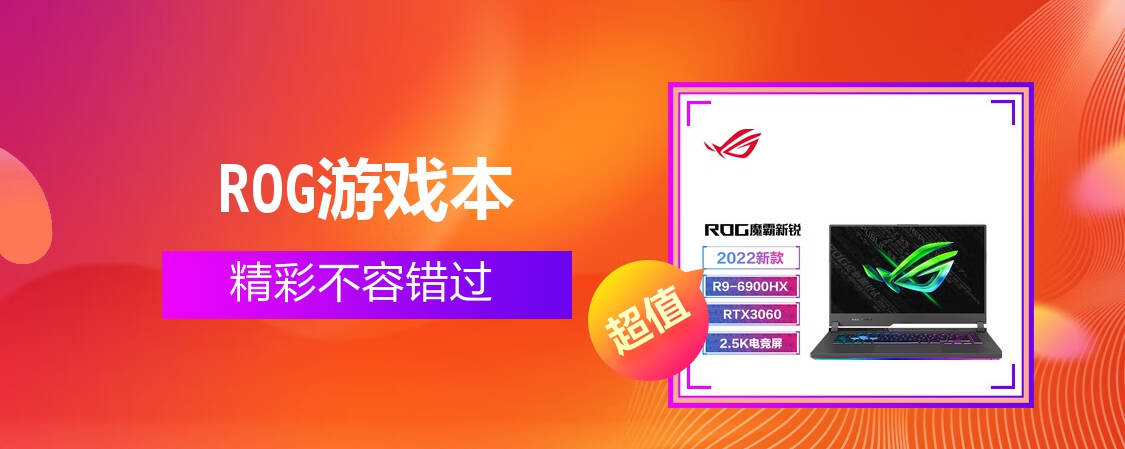 ROG游戏本
精彩不容错过
超值
ROG魔霸新锐
2022新款
R9-6900HX
RTX3060
2.5K电竞屏